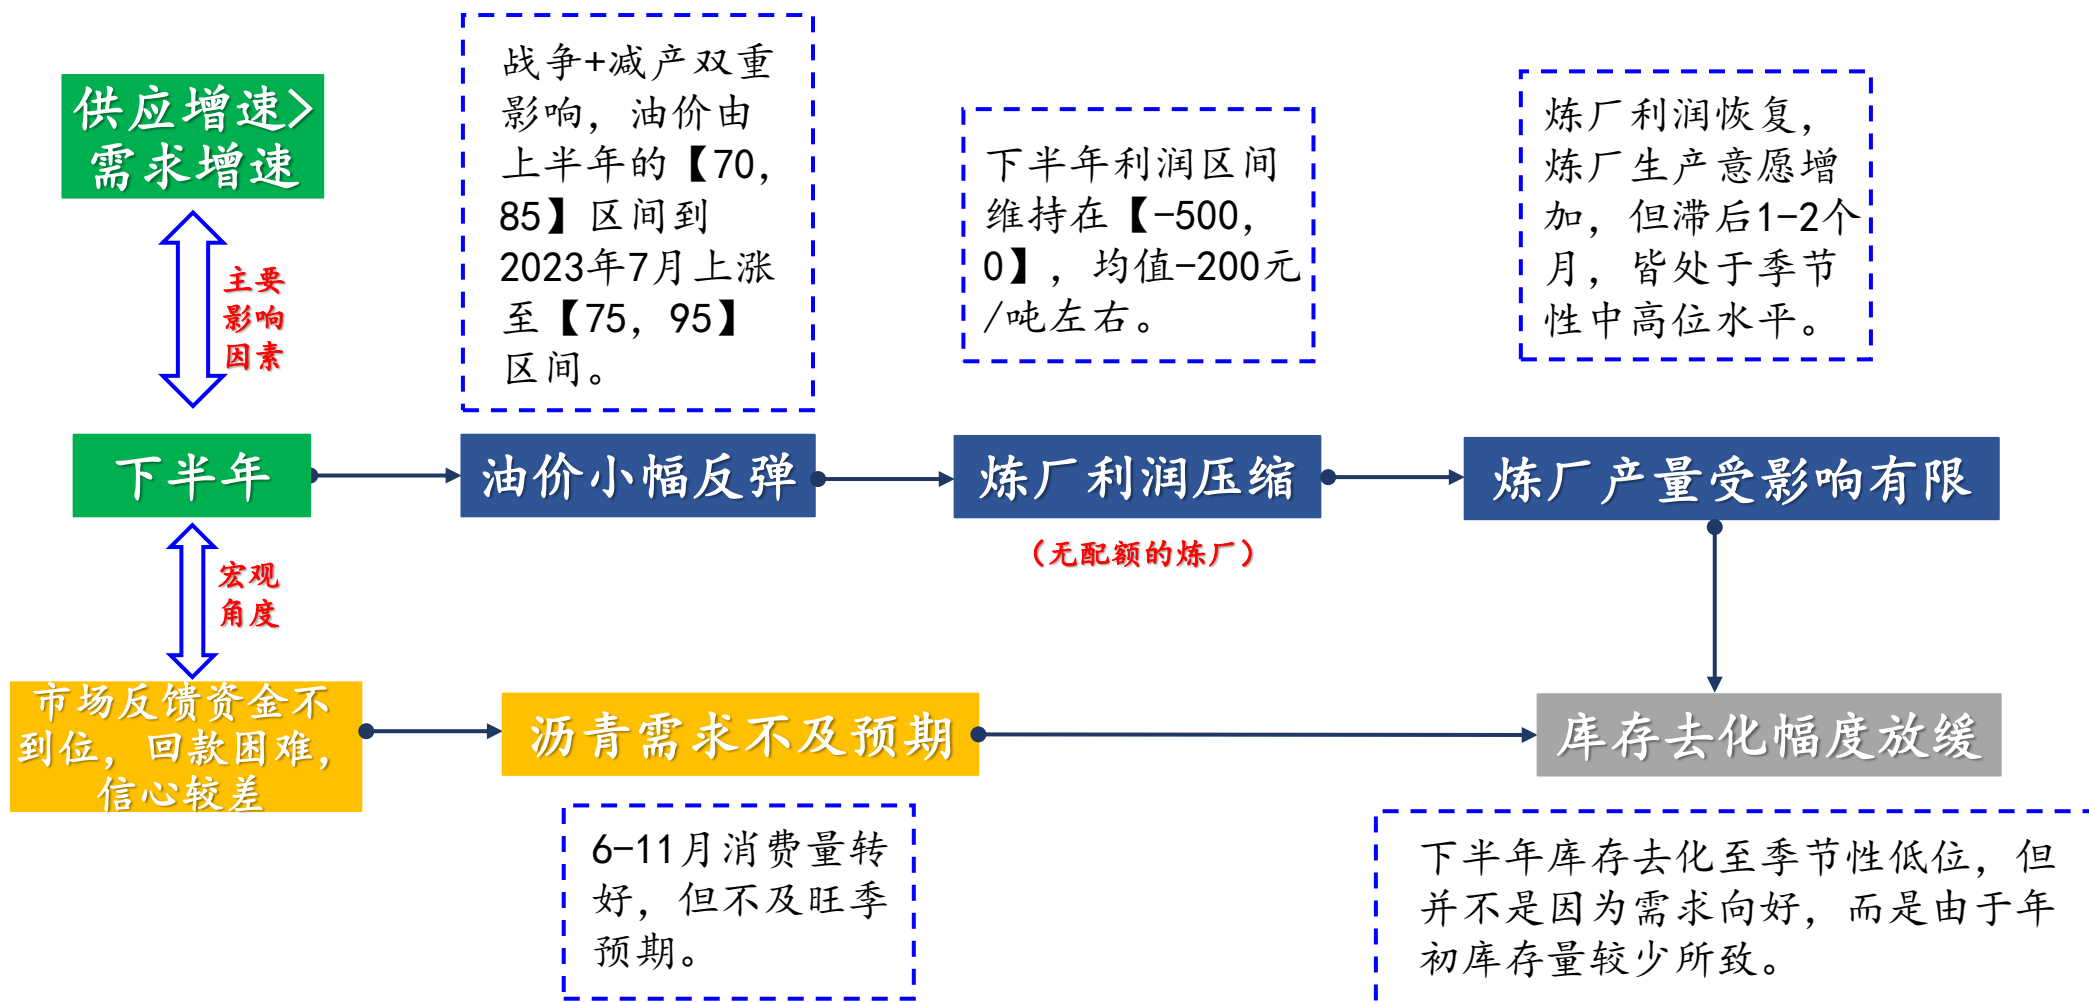 供应增速>
需求增速
战争+减产双重
影响，油价由
上半年的【70，
85】区间到
2023年7月上涨
至【75，95】
区间。
下半年利润区间
维持在【-500，
0】，均值-200元
/吨左右。
炼厂利润恢复，
炼厂生产意愿增
加，但滞后1-2个
月，皆处于季节
性中高位水平。
主要
影响
因素
下半年
油价小幅反弹
炼厂利润压缩
炼厂产量受影响有限
（无配额的炼厂）
宏观
角度
市场反馈资金不
到位，回款困难，
信心较差
沥青需求不及预期
库存去化幅度放缓
6-11月消费量转
好，但不及旺季
预期。
下半年库存去化至季节性低位，但
并不是因为需求向好，而是由于年
初库存量较少所致。